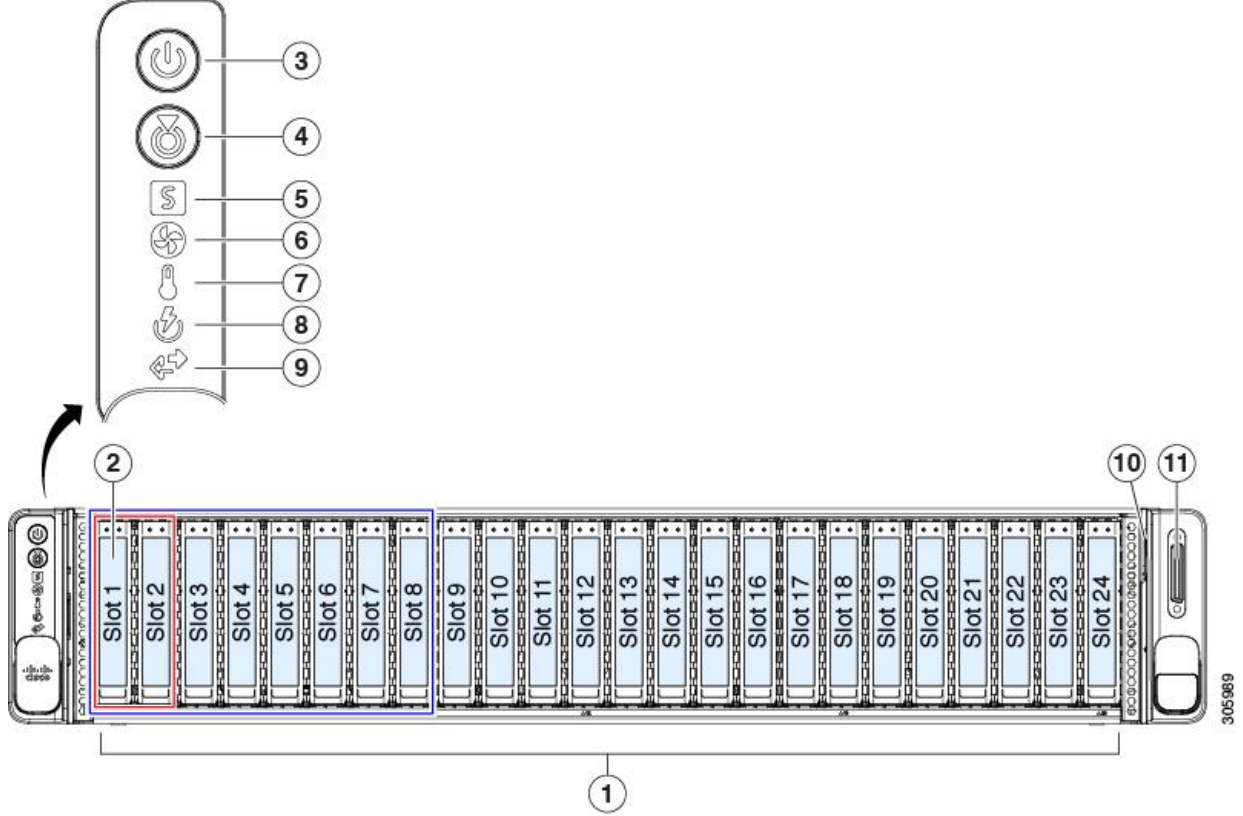 3
4
S
5
6
7
8
9
2
10
11
Slot 1
Slot 2
Slot 3
Slot 4
Slot 5
Slot 6
Slot 7
Slot 8
Slot 9
Slot 10
Slot 11
Slot 12
Slot 13
Slot 14
Slot 15
Slot 16
Slot 17
Slot 18
Slot 19
Slot 20
Slot 21
Slot 22
Slot 23
Slot 24
cisco
305989
1